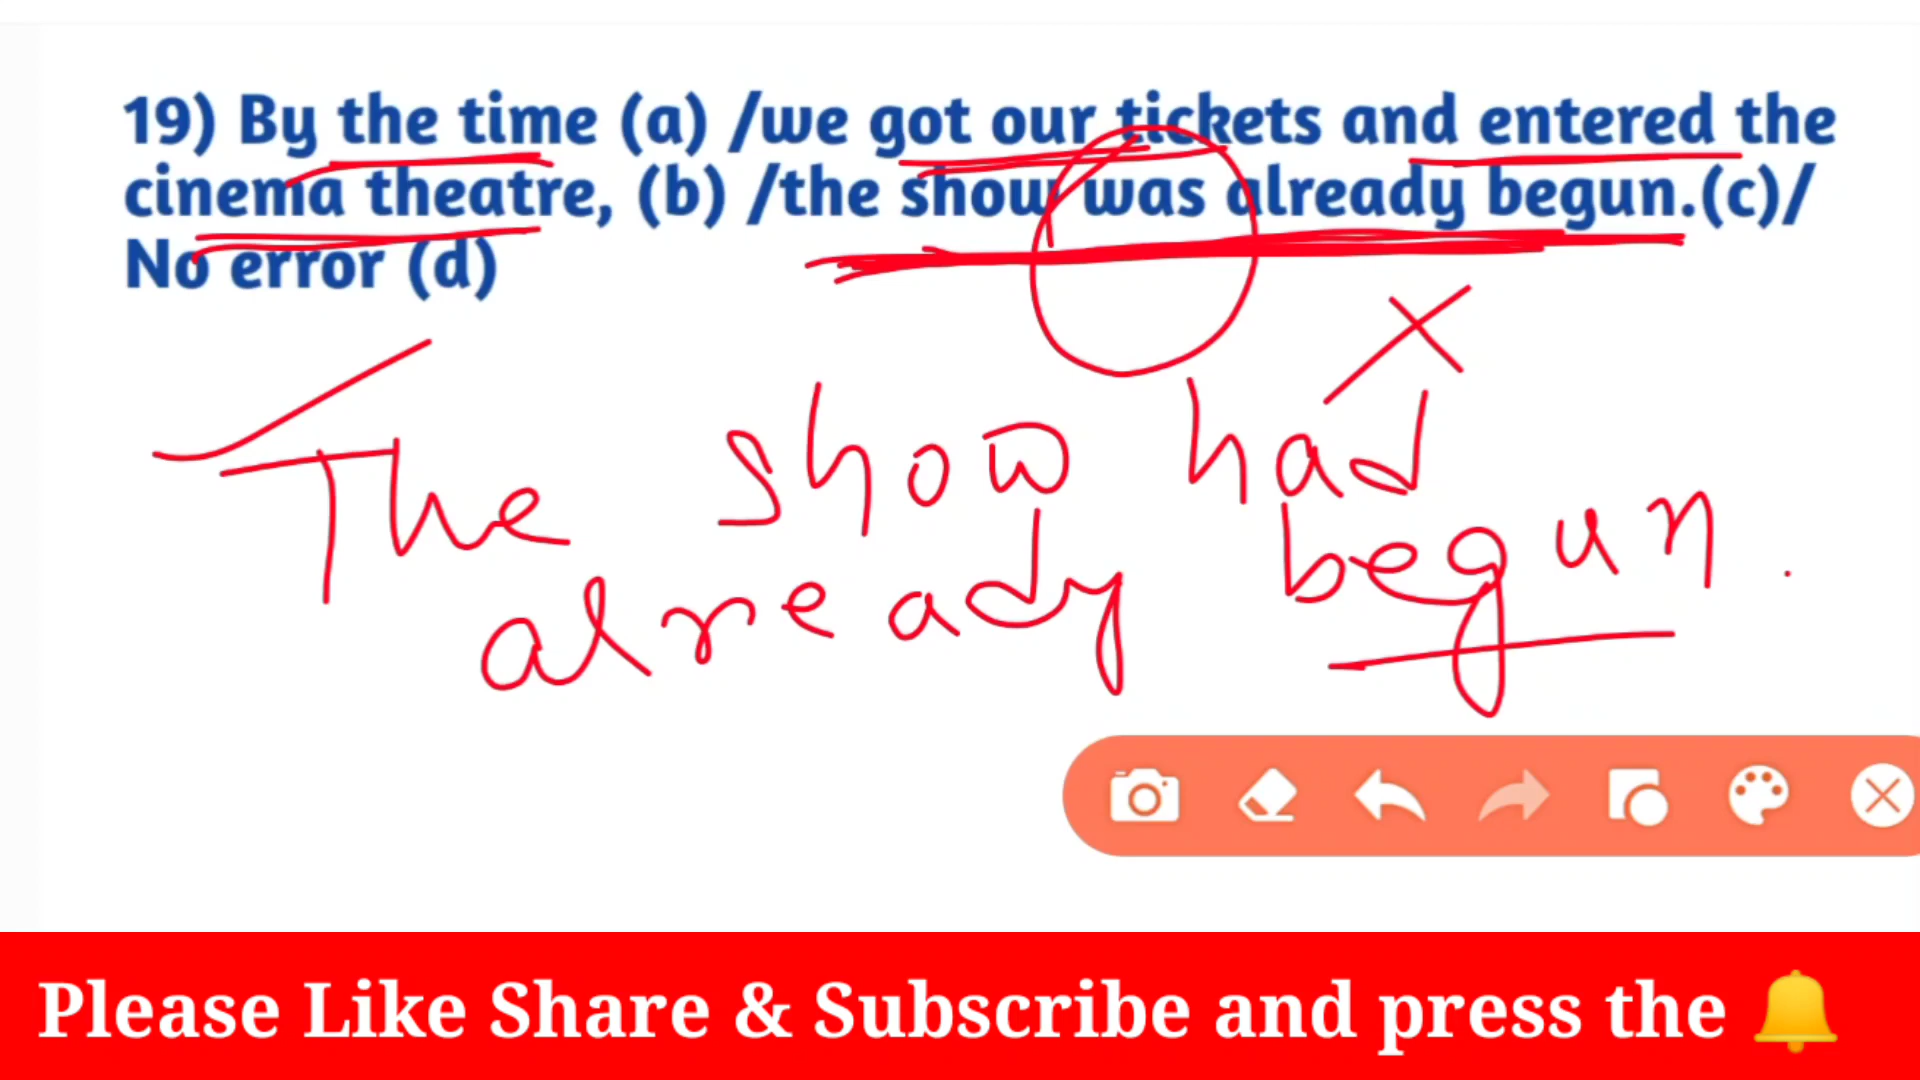 19) By the time (a) /we got our tickets and entered the
cinema theatre, (b) /the show was already begun.(c)/
No error (d)
The show had
already begun.
Please Like Share & Subscribe and press the 🔔